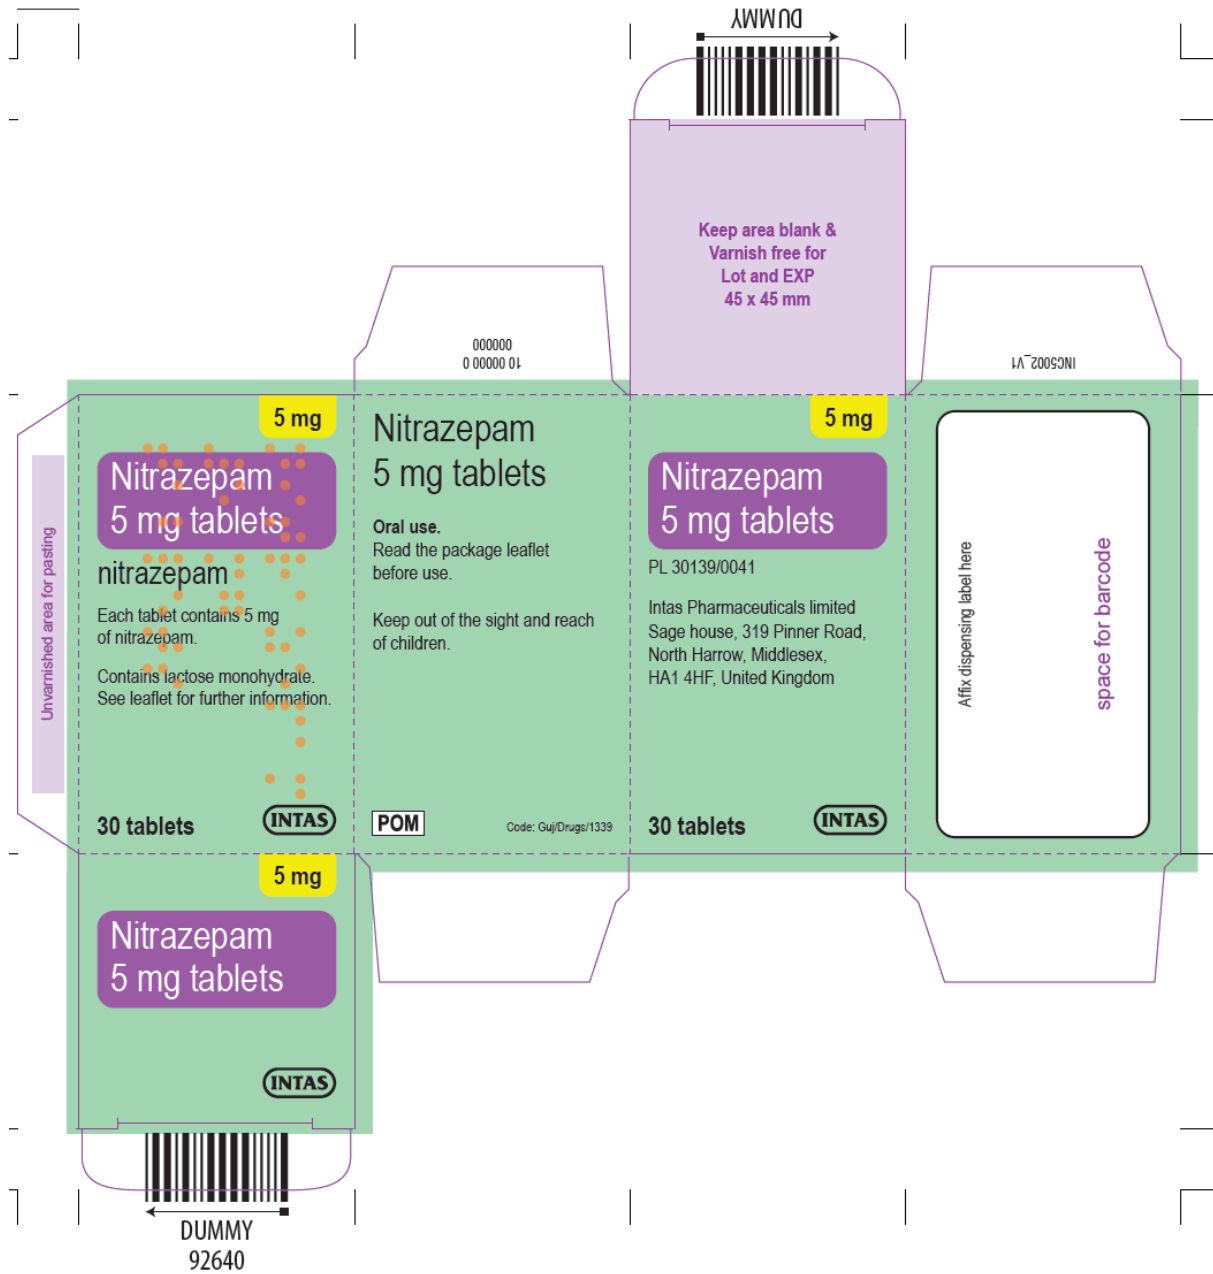 DUMMY
Keep area blank &
Varnish free for
Lot and EXP
45 x 45 mm
10 00000 0
000000
INC5002_V1
Unvarnished area for pasting
5 mg
Nitrazepam
5 mg tablets
nitrazepam
Each tablet contains 5 mg
of nitrazepam.
Contains lactose monohydrate.
See leaflet for further information.
30 tablets
INTAS
Nitrazepam
5 mg tablets
Oral use.
Read the package leaflet
before use.
Keep out of the sight and reach
of children.
POM
Code: Guj/Drugs/1339
5 mg
Nitrazepam
5 mg tablets
PL 30139/0041
Intas Pharmaceuticals limited
Sage house, 319 Pinner Road,
North Harrow, Middlesex,
HA1 4HF, United Kingdom
30 tablets
INTAS
Affix dispensing label here
space for barcode
5 mg
Nitrazepam
5 mg tablets
INTAS
DUMMY
92640